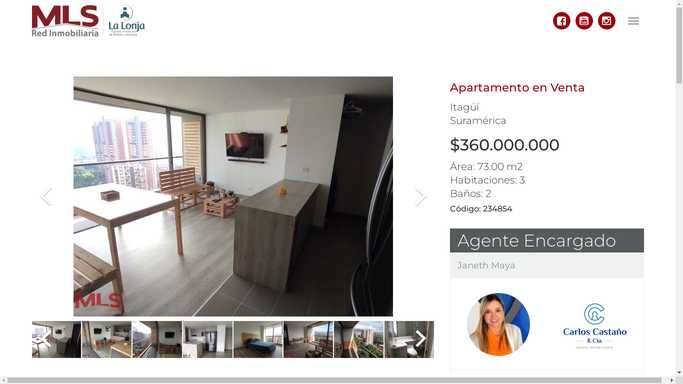 MLS
Red Inmobiliaria
La Lonja
Apartamento en Venta
Itagüí
Suramérica
$360.000.000
Área: 73.00 m2
Habitaciones: 3
Baños: 2
Código: 234854
Agente Encargado
Janeth Maya
MLS
Carlos Castaño
& Cía.